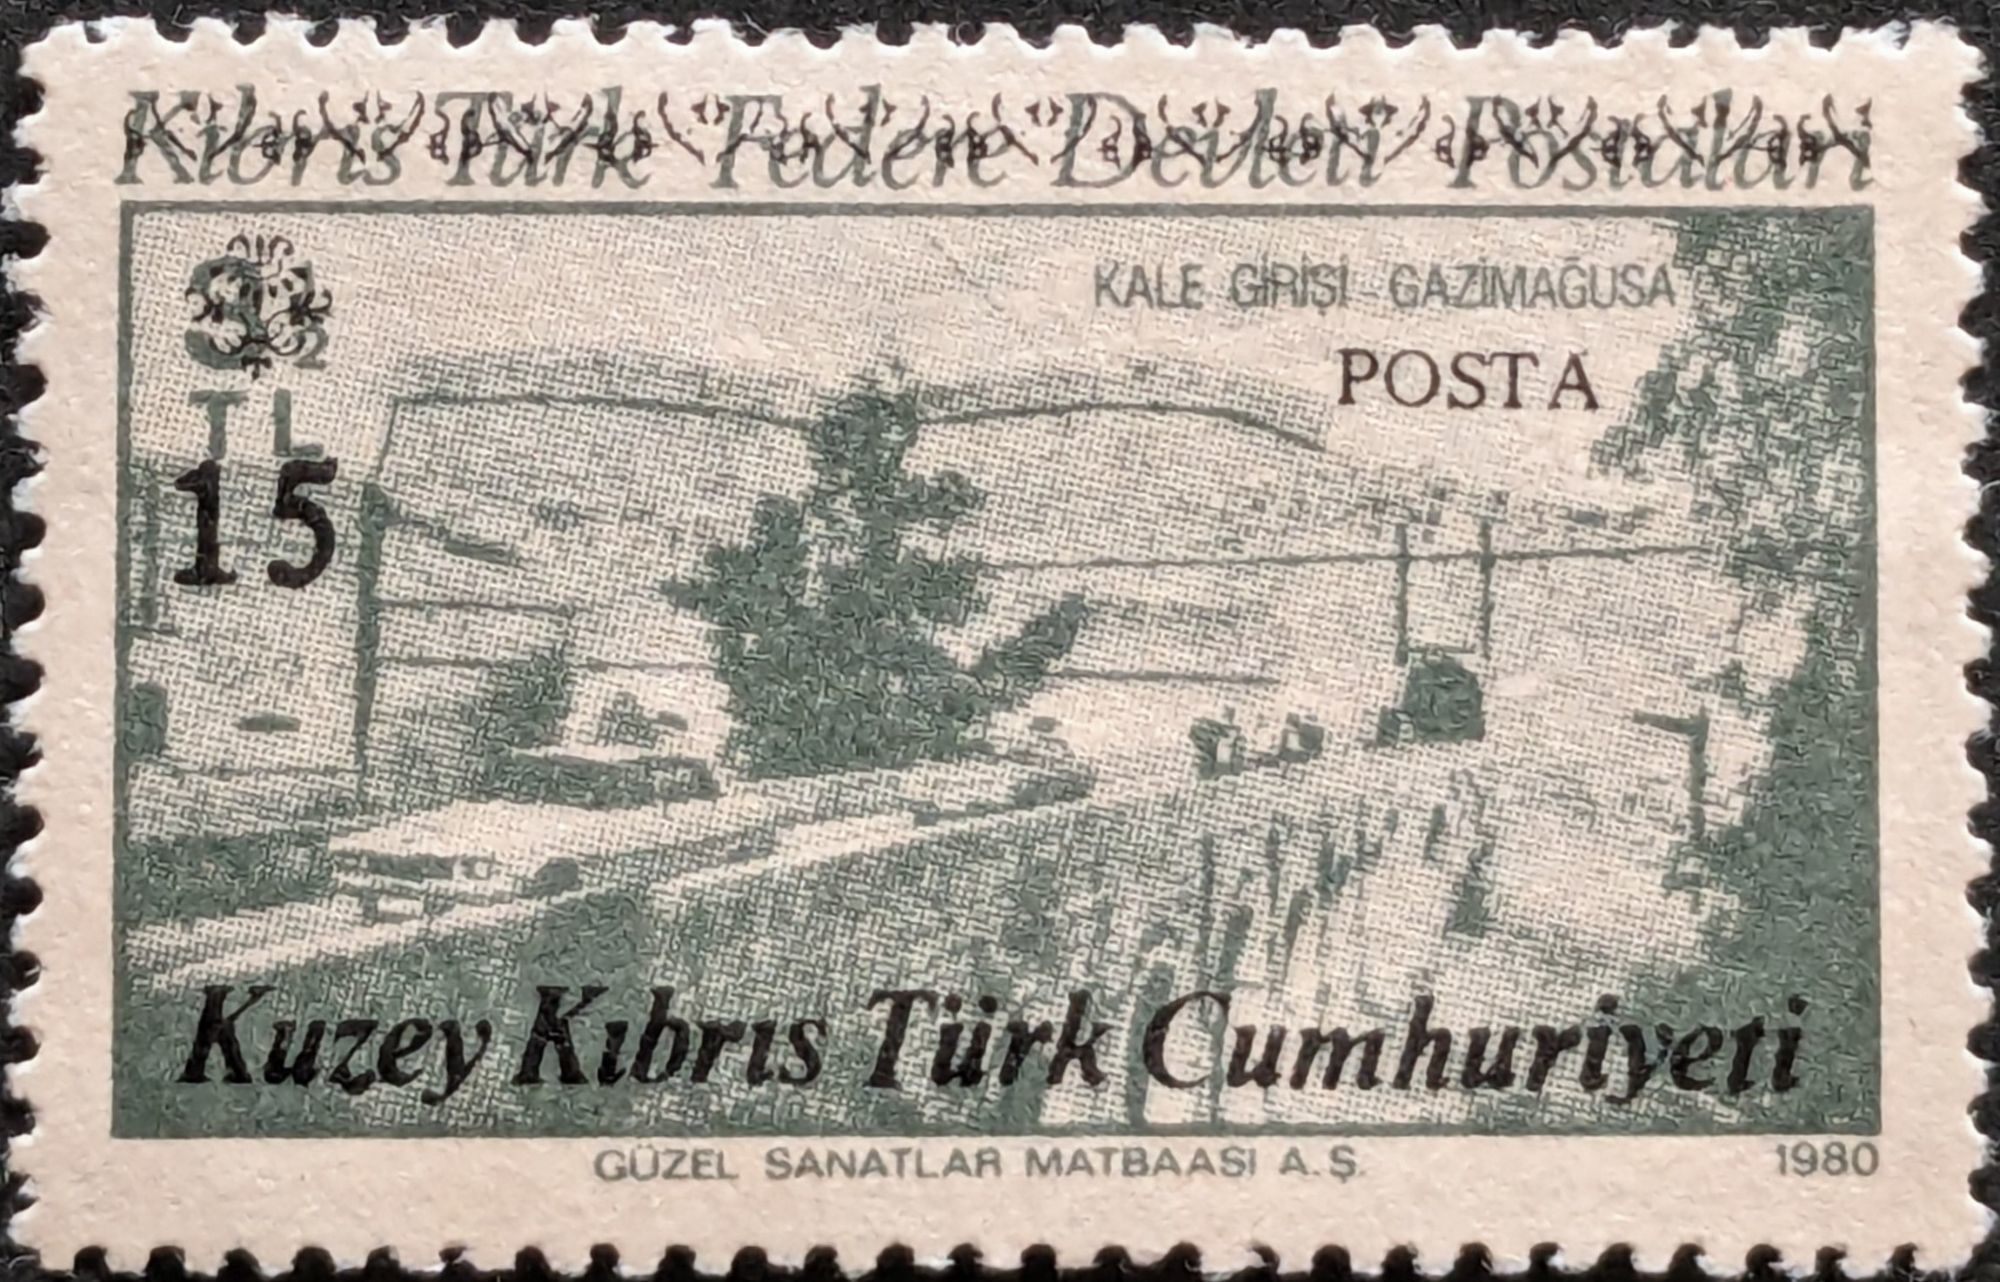 Kıbrıs Türk Federe Devleti Postaları
KALE GİRİŞİ - GAZİMAĞUSA
POSTA
TL
15
Kuzey Kıbrıs Türk Cumhuriyeti
GÜZEL SANATLAR MATBAASI A.Ş.
1980